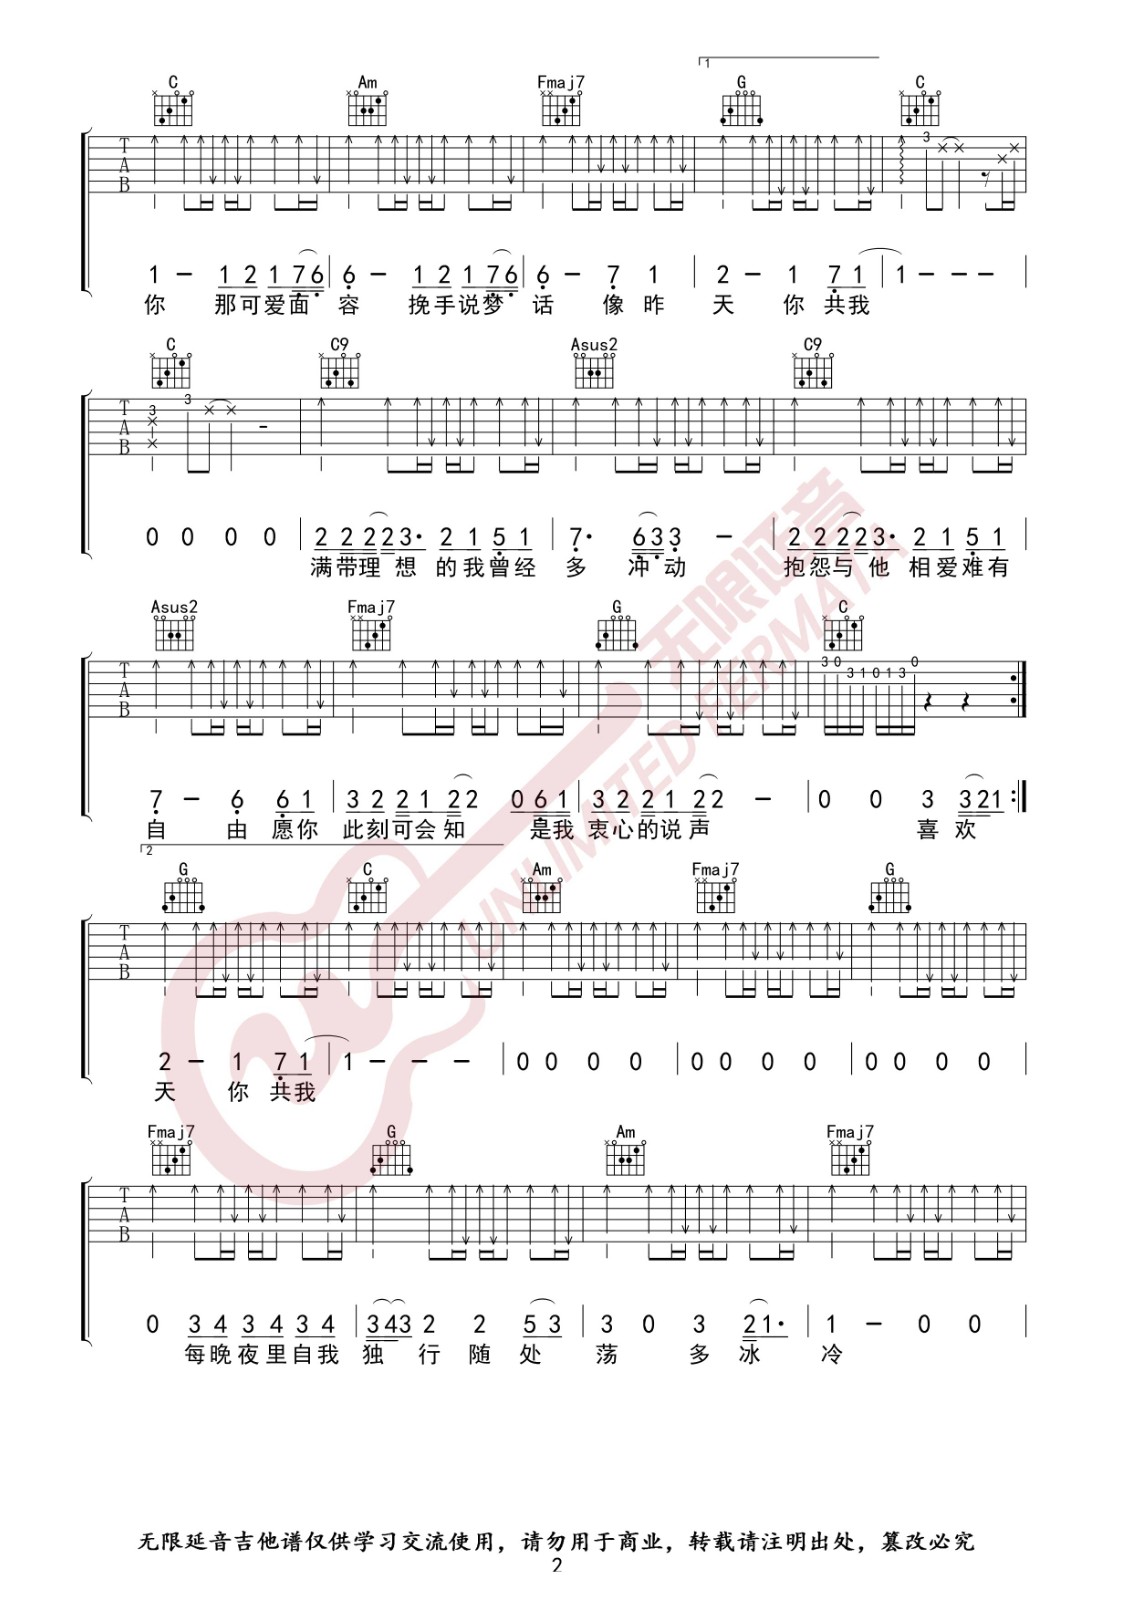 1
C Am Fmaj7 G C
T A B 3
1 — 1 2 1 7 6 6 — 1 2 1 7 6 6 — 7 1 2 — 1 7 1 1 — — —
你 那可爱面 容 挽手说梦 话 像 昨 天 你 共我
C C9 Asus2 C9
T A B 3 3
0 0 0 0 2 2 2 2 3· 2 1 5 1 7· 6 3 3 — 2 2 2 2 3· 2 1 5 1
满带理 想 的我曾经 多 冲 动 抱怨与 他 相爱难有
Asus2 Fmaj7 G C
T A B 3 0 3 1 0 1 3 0
7 — 6 6 1 3 2 2 1 2 2 0 6 1 3 2 2 1 2 2 — 0 0 3 3 2 1
自 由 愿你 此刻可会知 是我 衷心的说声 喜 欢
2
G C Am Fmaj7 G
T A B
2 — 1 7 1 1 — — — 0 0 0 0 0 0 0 0 0 0 0 0
天 你 共我
Fmaj7 G Am Fmaj7
T A B
0 3 4 3 4 3 4 3 4 3 2 2 5 3 3 0 3 2 1· 1 — 0 0
每晚夜里自我 独 行 随 处 荡 多 冰 冷
无限延音
UNLIMITED FERMATA
无限延音吉他谱仅供学习交流使用，请勿用于商业，转载请注明出处，篡改必究
2